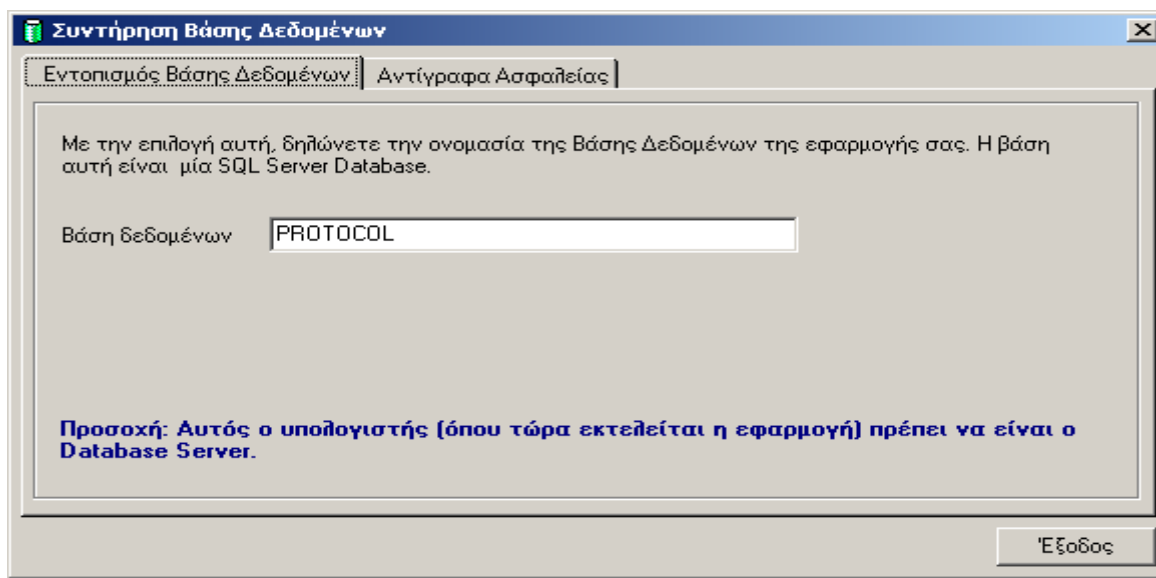 Συντήρηση Βάσης Δεδομένων
Εντοπισμός Βάσης Δεδομένων Αντίγραφα Ασφαλείας
Με την επιλογή αυτή, δηλώνετε την ονομασία της Βάσης Δεδομένων της εφαρμογής σας. Η βάση
αυτή είναι μία SQL Server Database.
Βάση δεδομένων PROTOCOL
Προσοχή: Αυτός ο υπολογιστής (όπου τώρα εκτελείται η εφαρμογή) πρέπει να είναι ο
Database Server.
Έξοδος